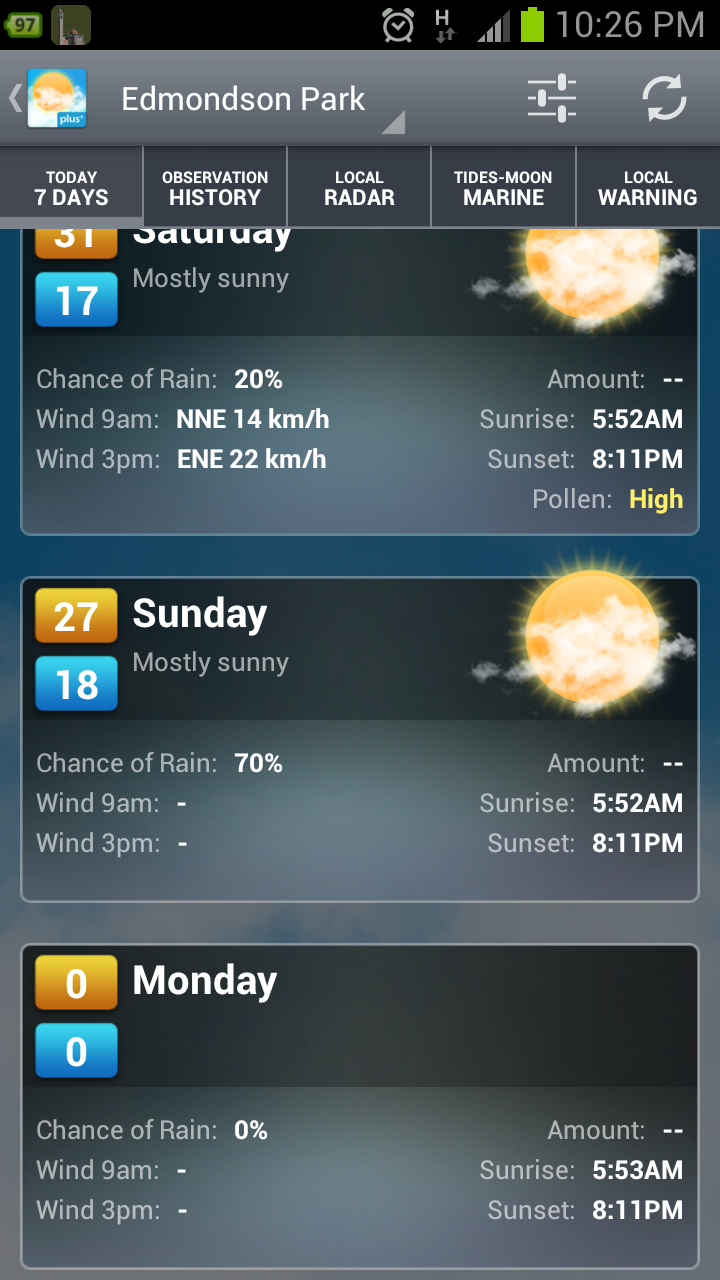 97
H
10:26 PM
plus+
Edmondson Park
TODAY
7 DAYS
OBSERVATION
HISTORY
LOCAL
RADAR
TIDES-MOON
MARINE
LOCAL
WARNING
31 Saturday
17 Mostly sunny
Chance of Rain: 20% Amount: --
Wind 9am: NNE 14 km/h Sunrise: 5:52AM
Wind 3pm: ENE 22 km/h Sunset: 8:11PM
Pollen: High
27 Sunday
18 Mostly sunny
Chance of Rain: 70% Amount: --
Wind 9am: - Sunrise: 5:52AM
Wind 3pm: - Sunset: 8:11PM
0 Monday
0
Chance of Rain: 0% Amount: --
Wind 9am: - Sunrise: 5:53AM
Wind 3pm: - Sunset: 8:11PM